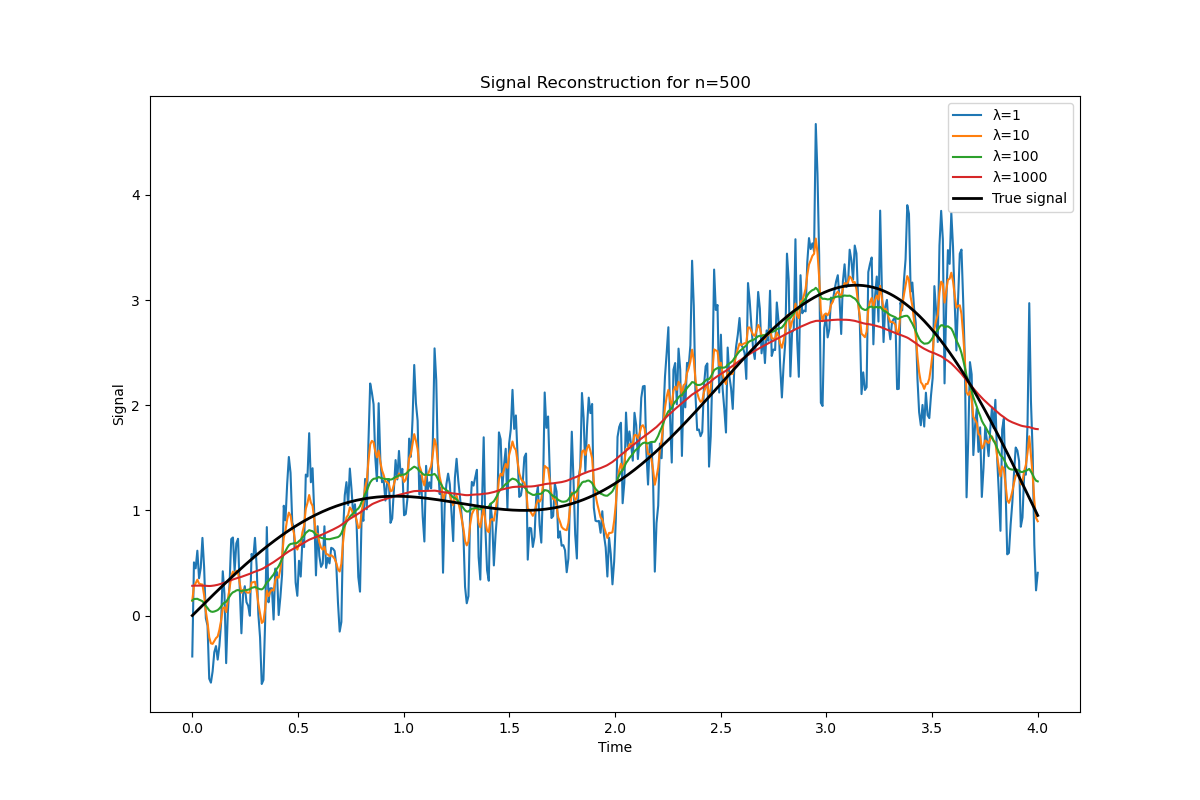 Signal Reconstruction for n=500
λ=1
λ=10
λ=100
λ=1000
True signal
Signal
4
3
2
1
0
0.0 0.5 1.0 1.5 2.0 2.5 3.0 3.5 4.0
Time